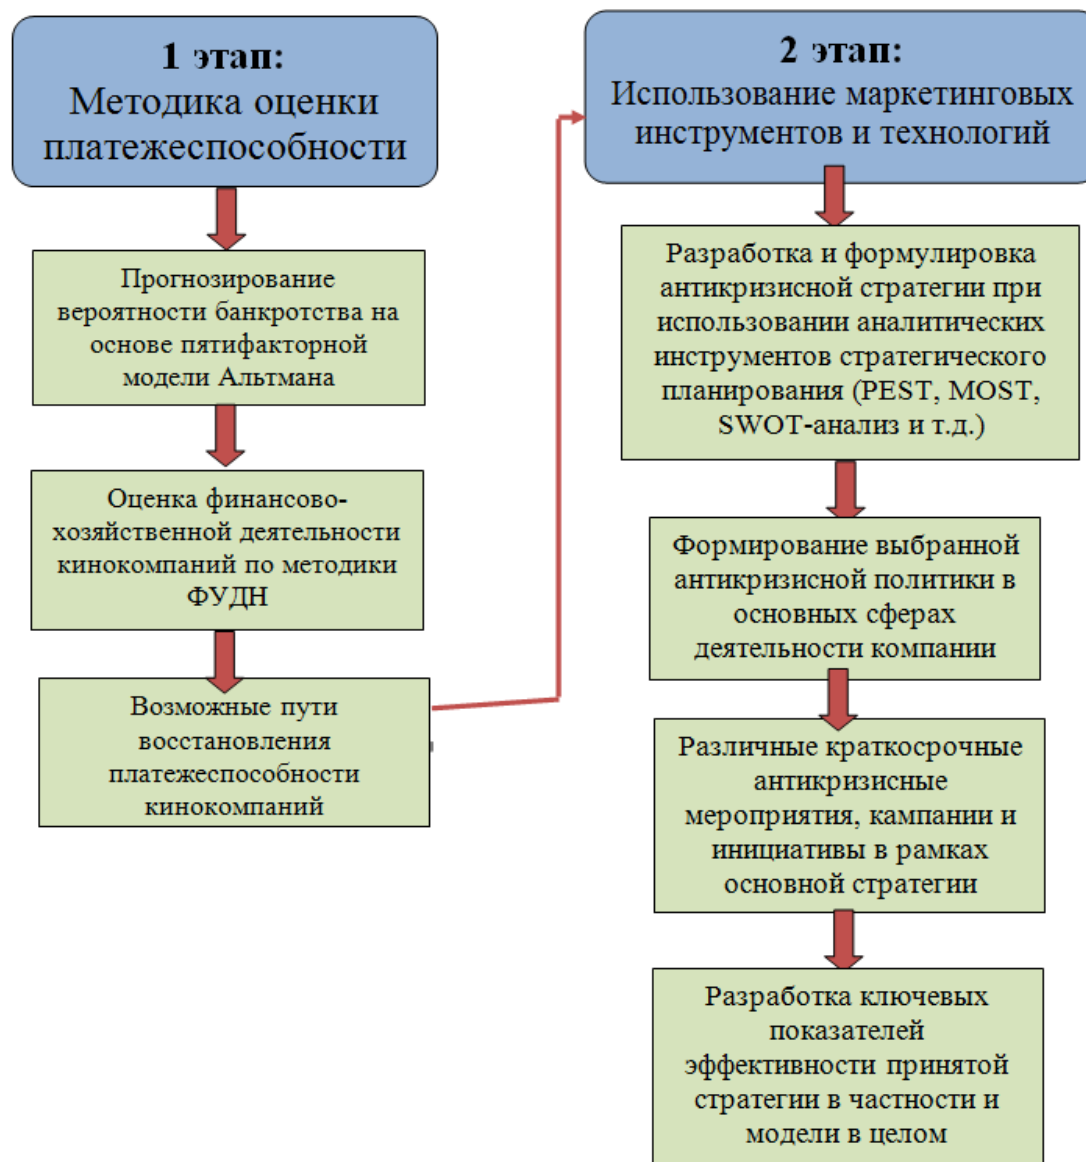 1 этап:
Методика оценки
платежеспособности
Прогнозирование
вероятности банкротства на
основе пятифакторной
модели Альтмана
Оценка финансово-
хозяйственной деятельности
кинокомпаний по методики
ФУДН
Возможные пути
восстановления
платежеспособности
кинокомпаний
2 этап:
Использование маркетинговых
инструментов и технологий
Разработка и формулировка
антикризисной стратегии при
использовании аналитических
инструментов стратегического
планирования (PEST, MOST,
SWOT-анализ и т.д.)
Формирование выбранной
антикризисной политики в
основных сферах
деятельности компании
Различные краткосрочные
антикризисные
мероприятия, кампании и
инициативы в рамках
основной стратегии
Разработка ключевых
показателей
эффективности принятой
стратегии в частности и
модели в целом